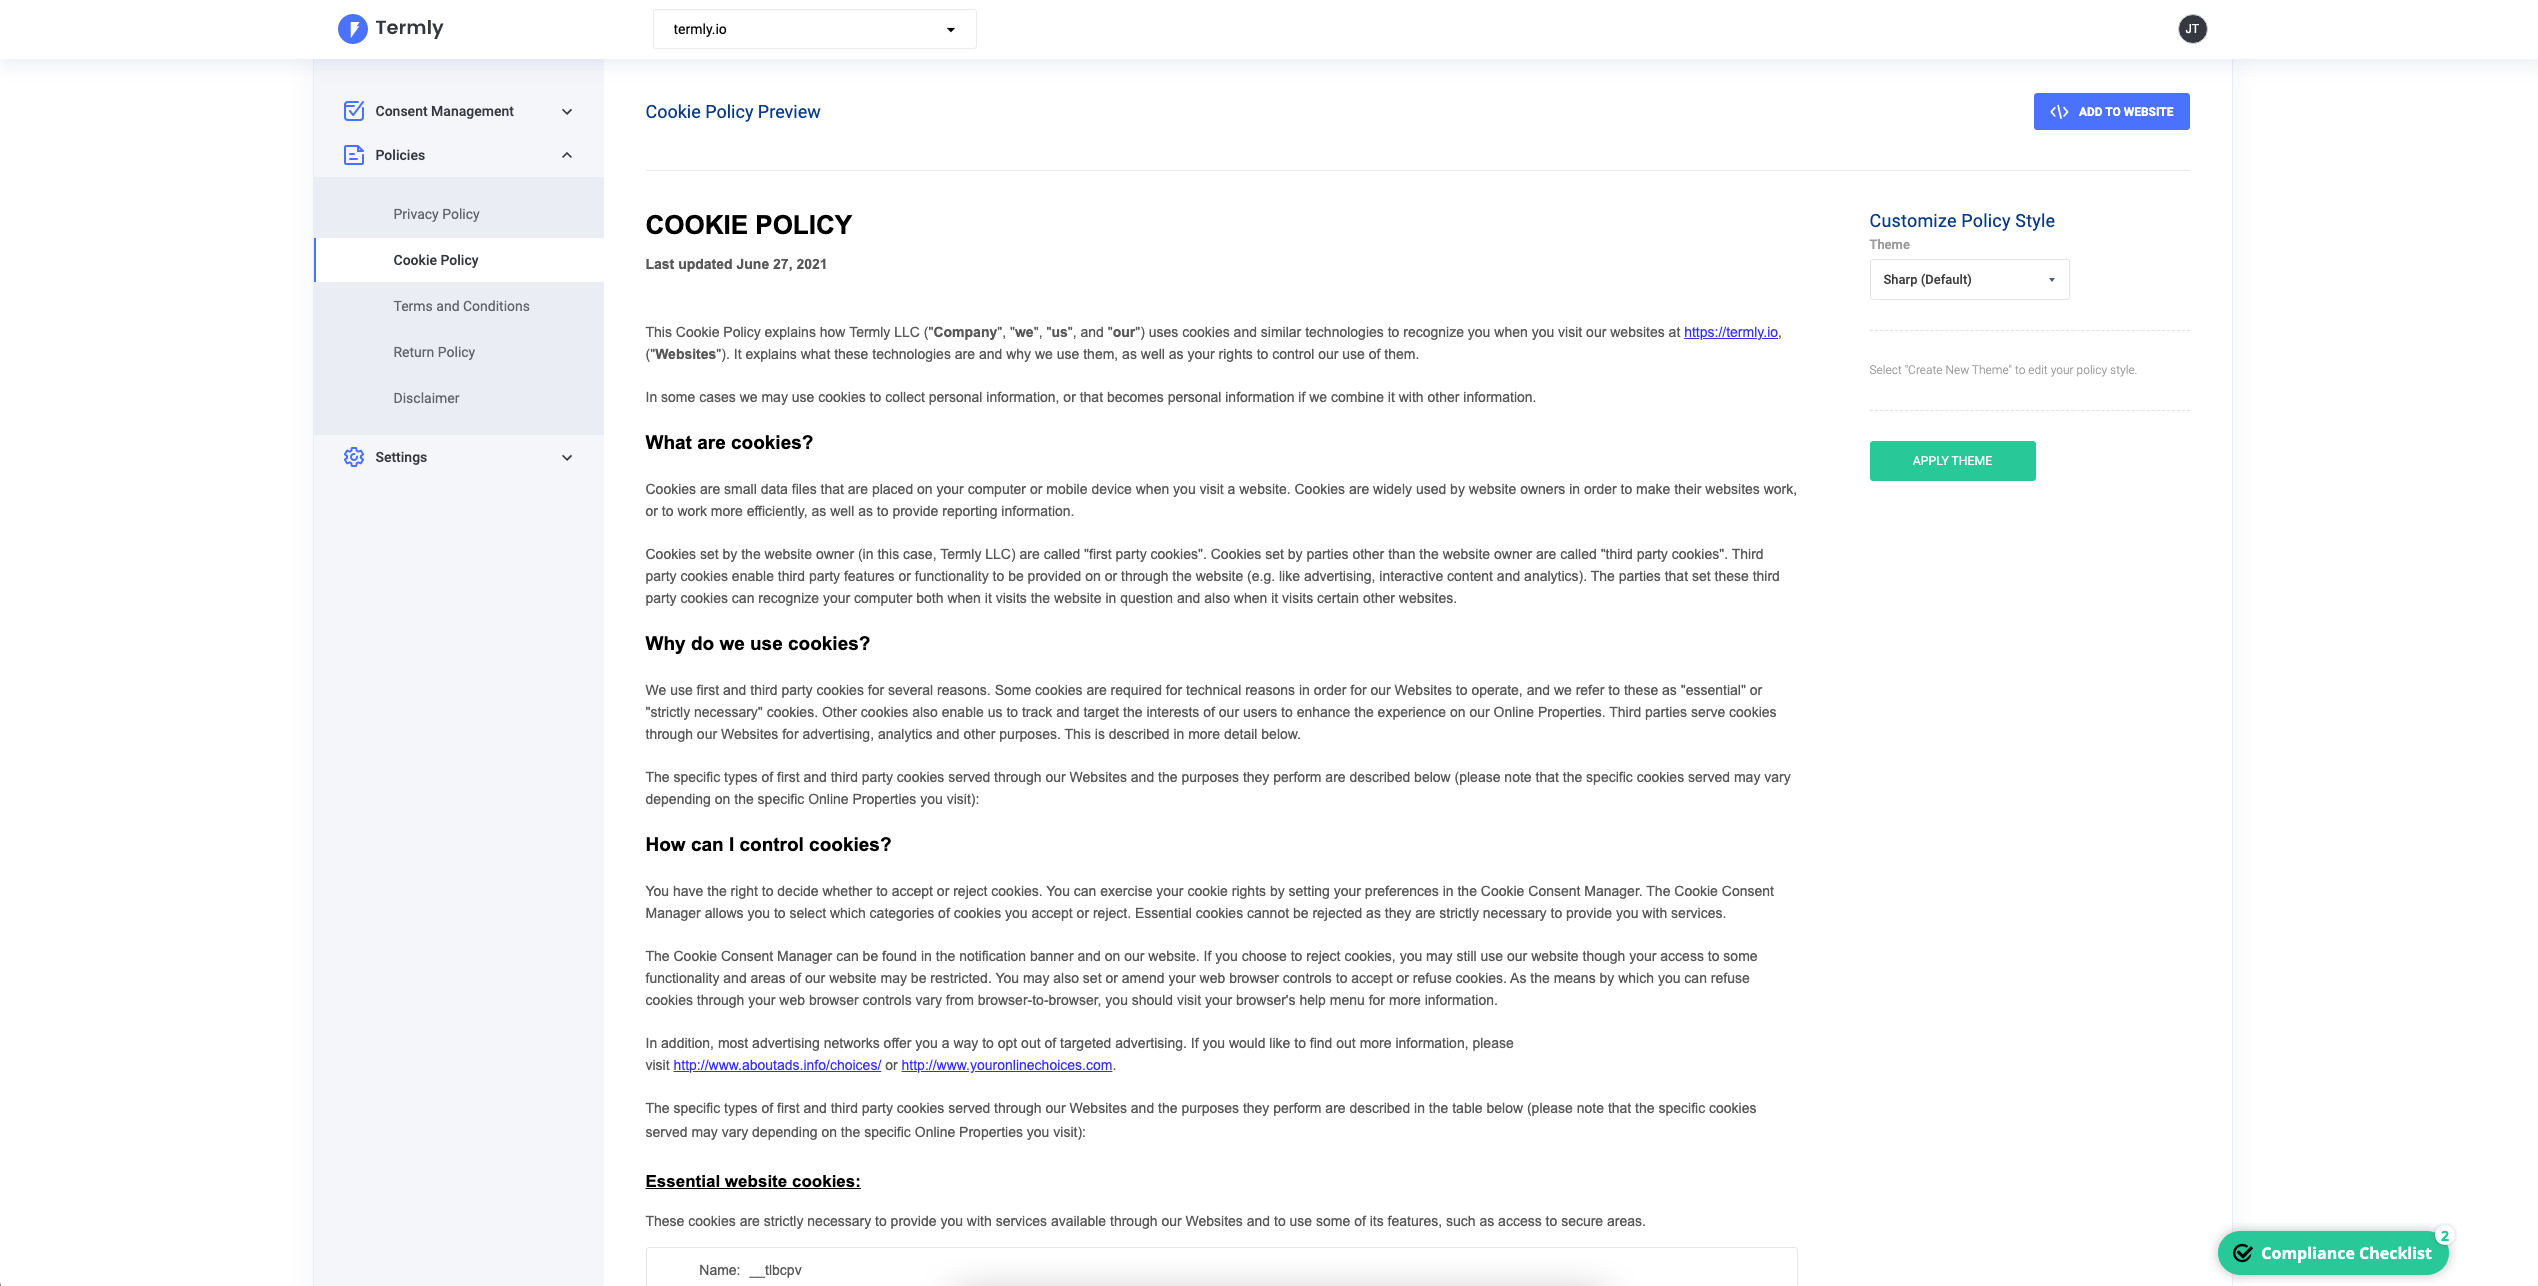 Termly
termly.io
JT
Consent Management
Policies
Privacy Policy
Cookie Policy
Terms and Conditions
Return Policy
Disclaimer
Settings
Cookie Policy Preview
</> ADD TO WEBSITE
COOKIE POLICY
Last updated June 27, 2021
This Cookie Policy explains how Termly LLC ("Company", "we", "us", and "our") uses cookies and similar technologies to recognize you when you visit our websites at https://termly.io,
("Websites"). It explains what these technologies are and why we use them, as well as your rights to control our use of them.
In some cases we may use cookies to collect personal information, or that becomes personal information if we combine it with other information.
What are cookies?
Cookies are small data files that are placed on your computer or mobile device when you visit a website. Cookies are widely used by website owners in order to make their websites work,
or to work more efficiently, as well as to provide reporting information.
Cookies set by the website owner (in this case, Termly LLC) are called "first party cookies". Cookies set by parties other than the website owner are called "third party cookies". Third
party cookies enable third party features or functionality to be provided on or through the website (e.g. like advertising, interactive content and analytics). The parties that set these third
party cookies can recognize your computer both when it visits the website in question and also when it visits certain other websites.
Why do we use cookies?
We use first and third party cookies for several reasons. Some cookies are required for technical reasons in order for our Websites to operate, and we refer to these as "essential" or
"strictly necessary" cookies. Other cookies also enable us to track and target the interests of our users to enhance the experience on our Online Properties. Third parties serve cookies
through our Websites for advertising, analytics and other purposes. This is described in more detail below.
The specific types of first and third party cookies served through our Websites and the purposes they perform are described below (please note that the specific cookies served may vary
depending on the specific Online Properties you visit):
How can I control cookies?
You have the right to decide whether to accept or reject cookies. You can exercise your cookie rights by setting your preferences in the Cookie Consent Manager. The Cookie Consent
Manager allows you to select which categories of cookies you accept or reject. Essential cookies cannot be rejected as they are strictly necessary to provide you with services.
The Cookie Consent Manager can be found in the notification banner and on our website. If you choose to reject cookies, you may still use our website though your access to some
functionality and areas of our website may be restricted. You may also set or amend your web browser controls to accept or refuse cookies. As the means by which you can refuse
cookies through your web browser controls vary from browser-to-browser, you should visit your browser's help menu for more information.
In addition, most advertising networks offer you a way to opt out of targeted advertising. If you would like to find out more information, please
visit http://www.aboutads.info/choices/ or http://www.youronlinechoices.com.
The specific types of first and third party cookies served through our Websites and the purposes they perform are described in the table below (please note that the specific cookies
served may vary depending on the specific Online Properties you visit):
Essential website cookies:
These cookies are strictly necessary to provide you with services available through our Websites and to use some of its features, such as access to secure areas.
Name: __tlbcpv
Customize Policy Style
Theme
Sharp (Default)
Select "Create New Theme" to edit your policy style.
APPLY THEME
2
Compliance Checklist